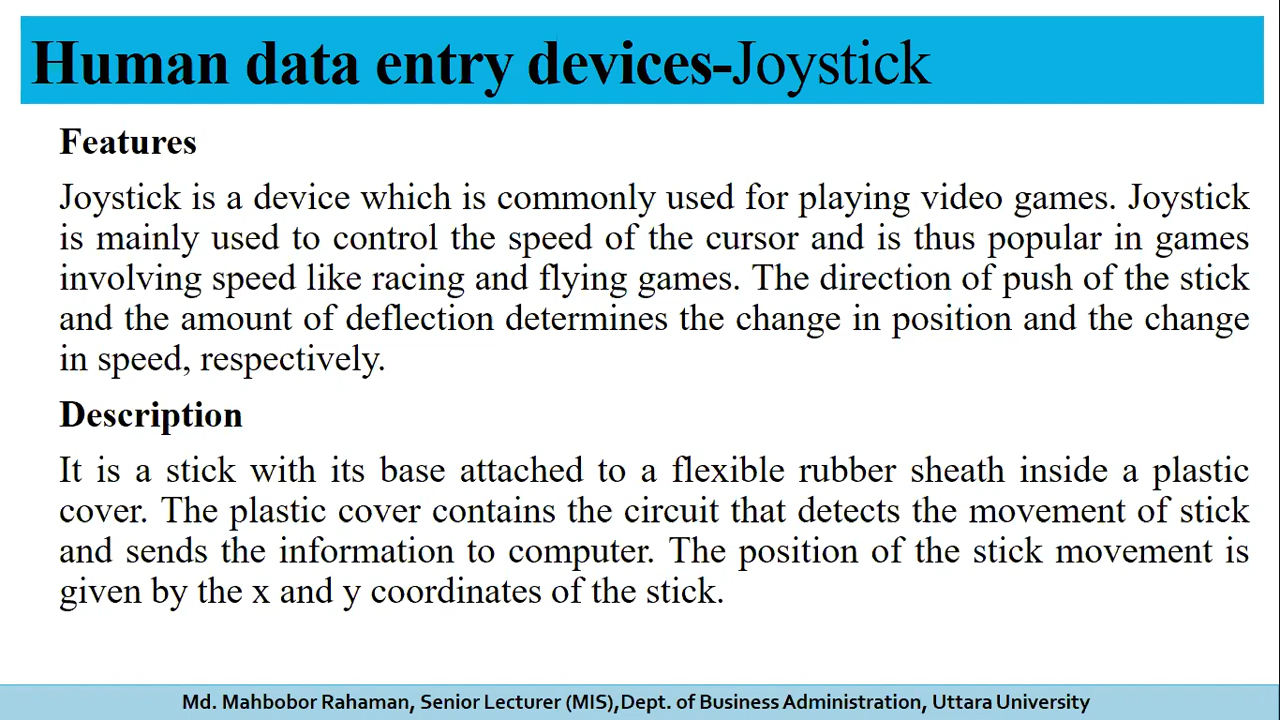 Human data entry devices-Joystick
Features
Joystick is a device which is commonly used for playing video games. Joystick
is mainly used to control the speed of the cursor and is thus popular in games
involving speed like racing and flying games. The direction of push of the stick
and the amount of deflection determines the change in position and the change
in speed, respectively.
Description
It is a stick with its base attached to a flexible rubber sheath inside a plastic
cover. The plastic cover contains the circuit that detects the movement of stick
and sends the information to computer. The position of the stick movement is
given by the x and y coordinates of the stick.
Md. Mahbobor Rahaman, Senior Lecturer (MIS),Dept. of Business Administration, Uttara University